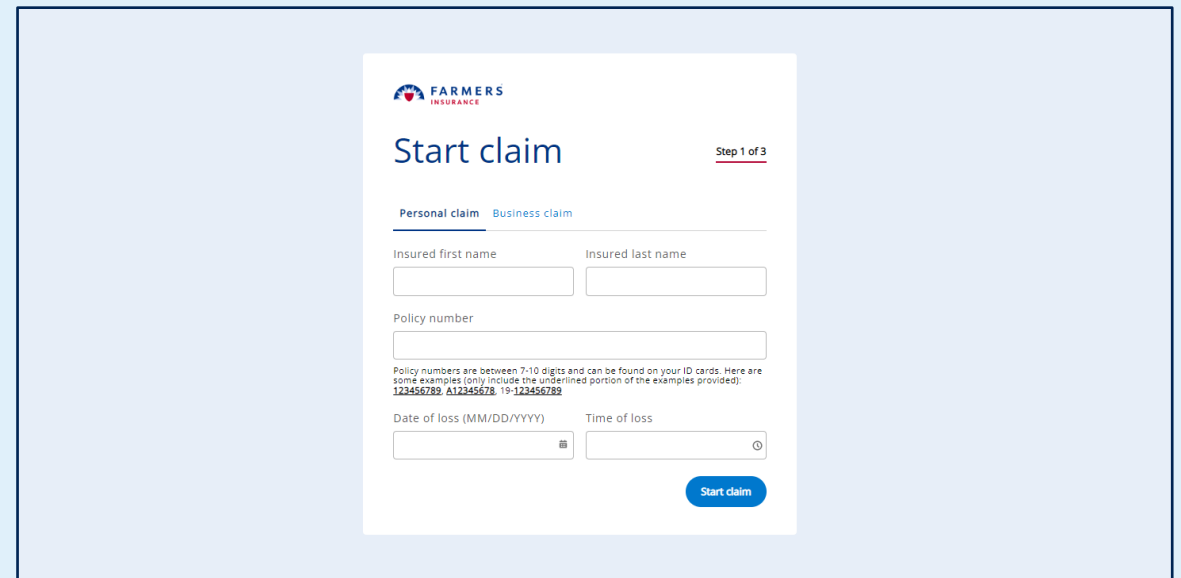 FARMERS
INSURANCE
Start claim
Step 1 of 3
Personal claim Business claim
Insured first name Insured last name
Policy number
Policy numbers are between 7-10 digits and can be found on your ID cards. Here are
some examples (only include the underlined portion of the examples provided):
123456789, A12345678, 19-123456789
Date of loss (MM/DD/YYYY) Time of loss
Start claim